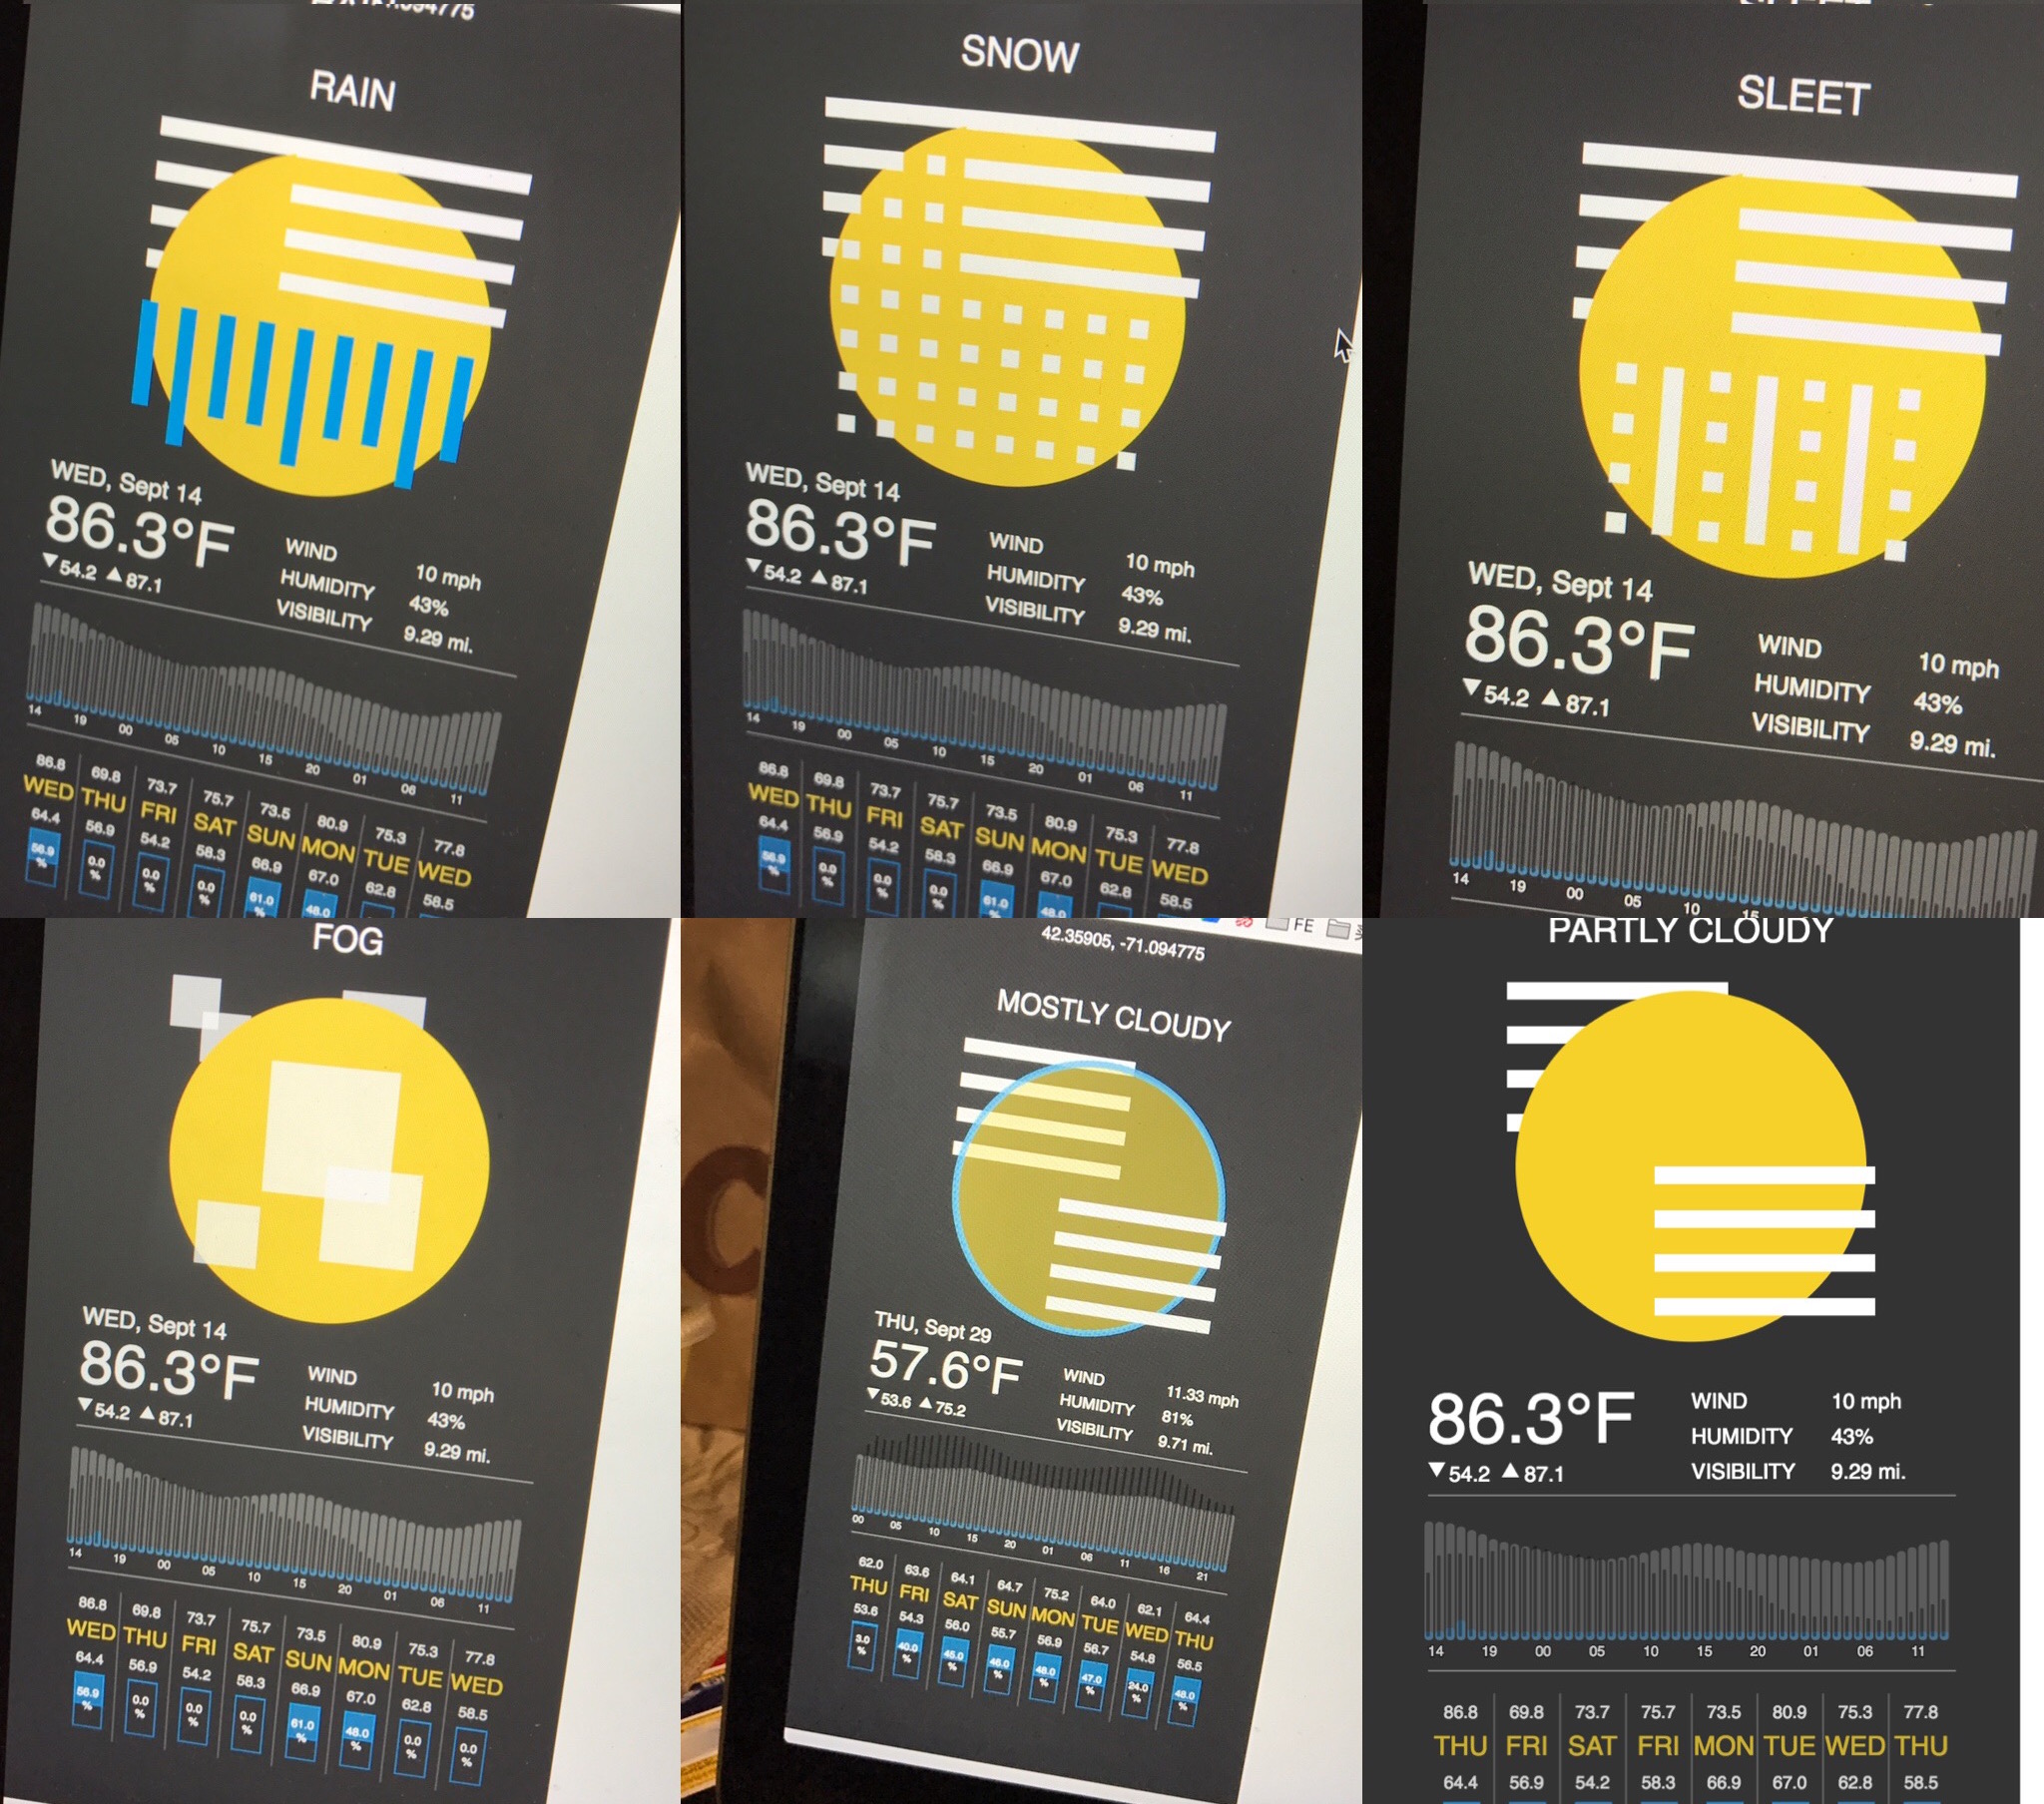 RAIN
WED, Sept 14
86.3°F
▼54.2 ▲87.1
WIND 10 mph
HUMIDITY 43%
VISIBILITY 9.29 mi.
14 19 00 05 10 15 20 01 06 11
86.8 69.8 73.7 75.7 73.5 80.9 75.3 77.8
WED THU FRI SAT SUN MON TUE WED
64.4 56.9 54.2 58.3 66.9 67.0 62.8 58.5
56.9 % 0.0 % 0.0 % 0.0 % 61.0 % 48.0
SNOW
WED, Sept 14
86.3°F
▼54.2 ▲87.1
WIND 10 mph
HUMIDITY 43%
VISIBILITY 9.29 mi.
14 19 00 05 10 15 20 01 06 11
86.8 69.8 73.7 75.7 73.5 80.9 75.3 77.8
WED THU FRI SAT SUN MON TUE WED
64.4 56.9 54.2 58.3 66.9 67.0 62.8 58.5
56.9 % 0.0 % 0.0 % 0.0 % 61.0 % 48.0
SLEET
WED, Sept 14
86.3°F
▼54.2 ▲87.1
WIND 10 mph
HUMIDITY 43%
VISIBILITY 9.29 mi.
14 19 00 05 10 15
FOG
WED, Sept 14
86.3°F
▼54.2 ▲87.1
WIND 10 mph
HUMIDITY 43%
VISIBILITY 9.29 mi.
14 19 00 05 10 15 20 01 06 11
86.8 69.8 73.7 75.7 73.5 80.9 75.3 77.8
WED THU FRI SAT SUN MON TUE WED
64.4 56.9 54.2 58.3 66.9 67.0 62.8 58.5
56.9 % 0.0 % 0.0 % 0.0 % 61.0 % 48.0 % 0.0 % 0.0 %
FE
42.35905, -71.094775
MOSTLY CLOUDY
THU, Sept 29
57.6°F
▼53.6 ▲75.2
WIND 11.33 mph
HUMIDITY 81%
VISIBILITY 9.71 mi.
00 05 10 15 20 01 06 11 16 21
62.0 63.6 64.1 64.7 75.2 64.0 62.1 64.4
THU FRI SAT SUN MON TUE WED THU
53.6 54.3 56.0 55.7 56.9 56.7 54.8 56.5
3.0 % 40.0 % 45.0 % 46.0 % 48.0 % 47.0 % 24.0 % 48.0 %
PARTLY CLOUDY
86.3°F
▼54.2 ▲87.1
WIND 10 mph
HUMIDITY 43%
VISIBILITY 9.29 mi.
14 19 00 05 10 15 20 01 06 11
86.8 69.8 73.7 75.7 73.5 80.9 75.3 77.8
THU FRI SAT FRI MON TUE WED THU
64.4 56.9 54.2 58.3 66.9 67.0 62.8 58.5